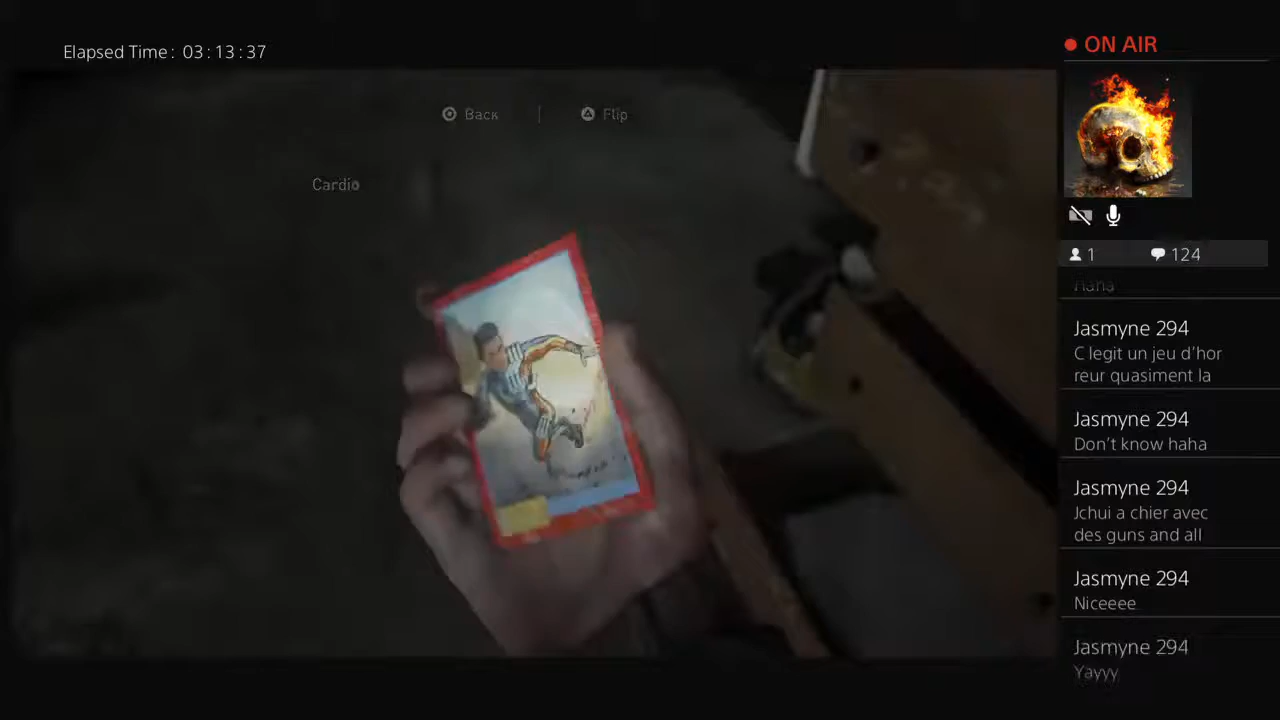 Elapsed Time: 03:13:37
ON AIR
Back | Flip
Cardio
1 124
Haha
Jasmyne 294
C legit un jeu d'hor
reur quasiment la
Jasmyne 294
Don't know haha
Jasmyne 294
Jchui a chier avec
des guns and all
Jasmyne 294
Niceeee
Jasmyne 294
Yayyy